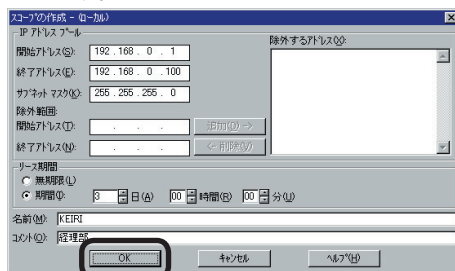 スコープの作成 - (ローカル)
IP アドレス プール
開始アドレス(S): 192 . 168 . 0 . 1
終了アドレス(E): 192 . 168 . 0 . 100
サブネット マスク(K): 255 . 255 . 255 . 0
除外範囲:
開始アドレス(T): . . .
追加(D) ->
終了アドレス(N): . . .
<- 削除(V)
除外するアドレス(X):
リース期間
無期限(L)
期間(I): 3 日(A) 00 時間(R) 00 分(U)
名前(M): KEIRI
コメント(O): 経理部
OK キャンセル ヘルプ(H)